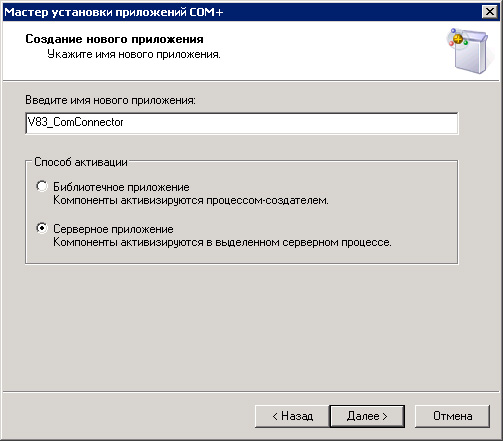 Мастер установки приложений COM+
Создание нового приложения
Укажите имя нового приложения.
Введите имя нового приложения:
V83_ComConnector
Способ активации
Библиотечное приложение
Компоненты активизируются процессом-создателем.
Серверное приложение
Компоненты активизируются в выделенном серверном процессе.
< Назад
Далее >
Отмена